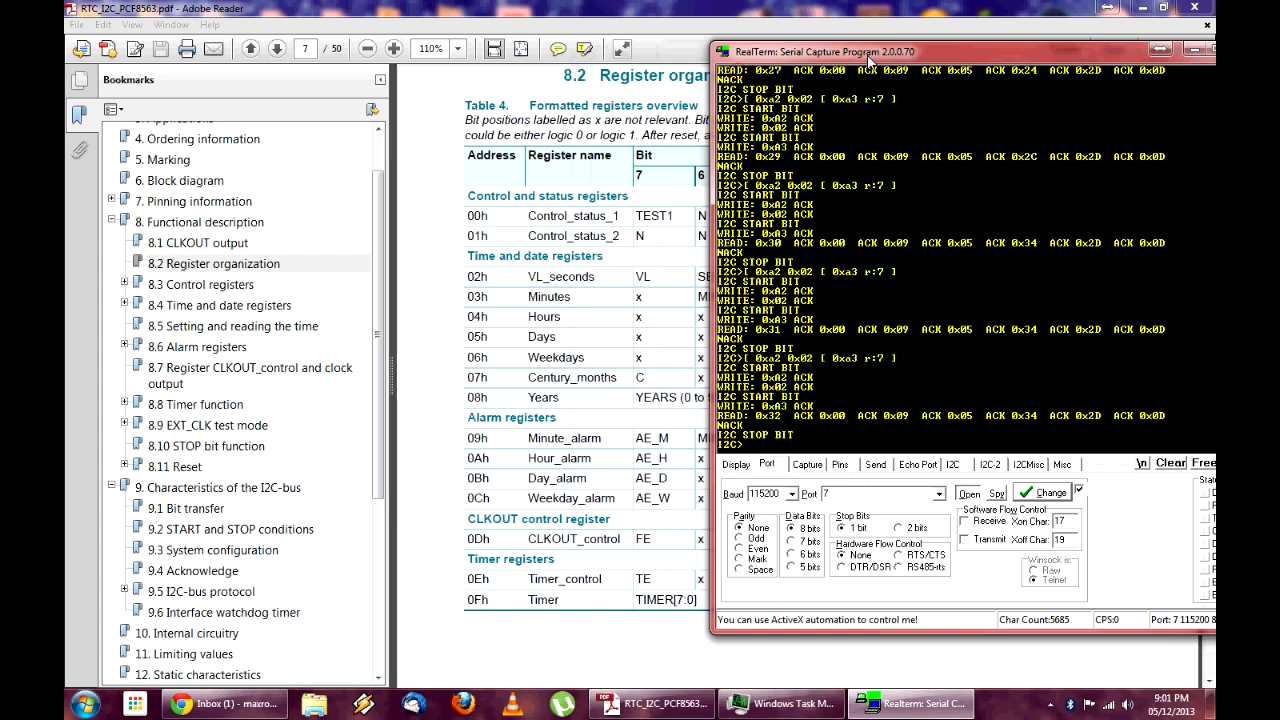 RTC_I2C_PCF8563.pdf - Adobe Reader
File Edit View Window Help
7 / 50 110%
Bookmarks
4. Ordering information
5. Marking
6. Block diagram
7. Pinning information
8. Functional description
8.1 CLKOUT output
8.2 Register organization
8.3 Control registers
8.4 Time and date registers
8.5 Setting and reading the time
8.6 Alarm registers
8.7 Register CLKOUT_control and clock
output
8.8 Timer function
8.9 EXT_CLK test mode
8.10 STOP bit function
8.11 Reset
9. Characteristics of the I2C-bus
9.1 Bit transfer
9.2 START and STOP conditions
9.3 System configuration
9.4 Acknowledge
9.5 I2C-bus protocol
9.6 Interface watchdog timer
10. Internal circuitry
11. Limiting values
12. Static characteristics
8.2 Register organ
Table 4. Formatted registers overview
Bit positions labelled as x are not relevant. Bit
could be either logic 0 or logic 1. After reset, a
Address Register name Bit
7 6
Control and status registers
00h Control_status_1 TEST1 N
01h Control_status_2 N N
Time and date registers
02h VL_seconds VL SE
03h Minutes x MI
04h Hours x x
05h Days x x
06h Weekdays x x
07h Century_months C x
08h Years YEARS (0 to 9
Alarm registers
09h Minute_alarm AE_M M
0Ah Hour_alarm AE_H x
0Bh Day_alarm AE_D x
0Ch Weekday_alarm AE_W x
CLKOUT control register
0Dh CLKOUT_control FE x
Timer registers
0Eh Timer_control TE x
0Fh Timer TIMER[7:0]
RealTerm: Serial Capture Program 2.0.0.70
READ: 0x27 ACK 0x00 ACK 0x09 ACK 0x05 ACK 0x24 ACK 0x2D ACK 0x0D
NACK
I2C STOP BIT
I2C>[ 0xa2 0x02 [ 0xa3 r:7 ]
I2C START BIT
WRITE: 0xA2 ACK
WRITE: 0x02 ACK
I2C START BIT
WRITE: 0xA3 ACK
READ: 0x29 ACK 0x00 ACK 0x09 ACK 0x05 ACK 0x2C ACK 0x2D ACK 0x0D
NACK
I2C STOP BIT
I2C>[ 0xa2 0x02 [ 0xa3 r:7 ]
I2C START BIT
WRITE: 0xA2 ACK
WRITE: 0x02 ACK
I2C START BIT
WRITE: 0xA3 ACK
READ: 0x30 ACK 0x00 ACK 0x09 ACK 0x05 ACK 0x34 ACK 0x2D ACK 0x0D
NACK
I2C STOP BIT
I2C>[ 0xa2 0x02 [ 0xa3 r:7 ]
I2C START BIT
WRITE: 0xA2 ACK
WRITE: 0x02 ACK
I2C START BIT
WRITE: 0xA3 ACK
READ: 0x31 ACK 0x00 ACK 0x09 ACK 0x05 ACK 0x34 ACK 0x2D ACK 0x0D
NACK
I2C STOP BIT
I2C>[ 0xa2 0x02 [ 0xa3 r:7 ]
I2C START BIT
WRITE: 0xA2 ACK
WRITE: 0x02 ACK
I2C START BIT
WRITE: 0xA3 ACK
READ: 0x32 ACK 0x00 ACK 0x09 ACK 0x05 ACK 0x34 ACK 0x2D ACK 0x0D
NACK
I2C STOP BIT
I2C>
Display Port Capture Pins Send Echo Port I2C I2C-2 I2CMisc Misc \n Clear Free
Baud 115200 Port 7 Open Spy Change
Parity Data Bits Stop Bits Software Flow Control
None 8 bits 1 bit 2 bits Receive Xon Char: 17
Odd 7 bits Hardware Flow Control Transmit Xoff Char: 19
Even 6 bits None RTS/CTS
Mark 5 bits DTR/DSR RS485-rts
Space
Winsock is:
Raw
Telnet
You can use ActiveX automation to control me! Char Count:5685 CPS:0 Port: 7 115200 8
Inbox (1) - maxro... RTC_I2C_PCF8563... Windows Task M... Realterm: Serial C...
9:01 PM
05/12/2013